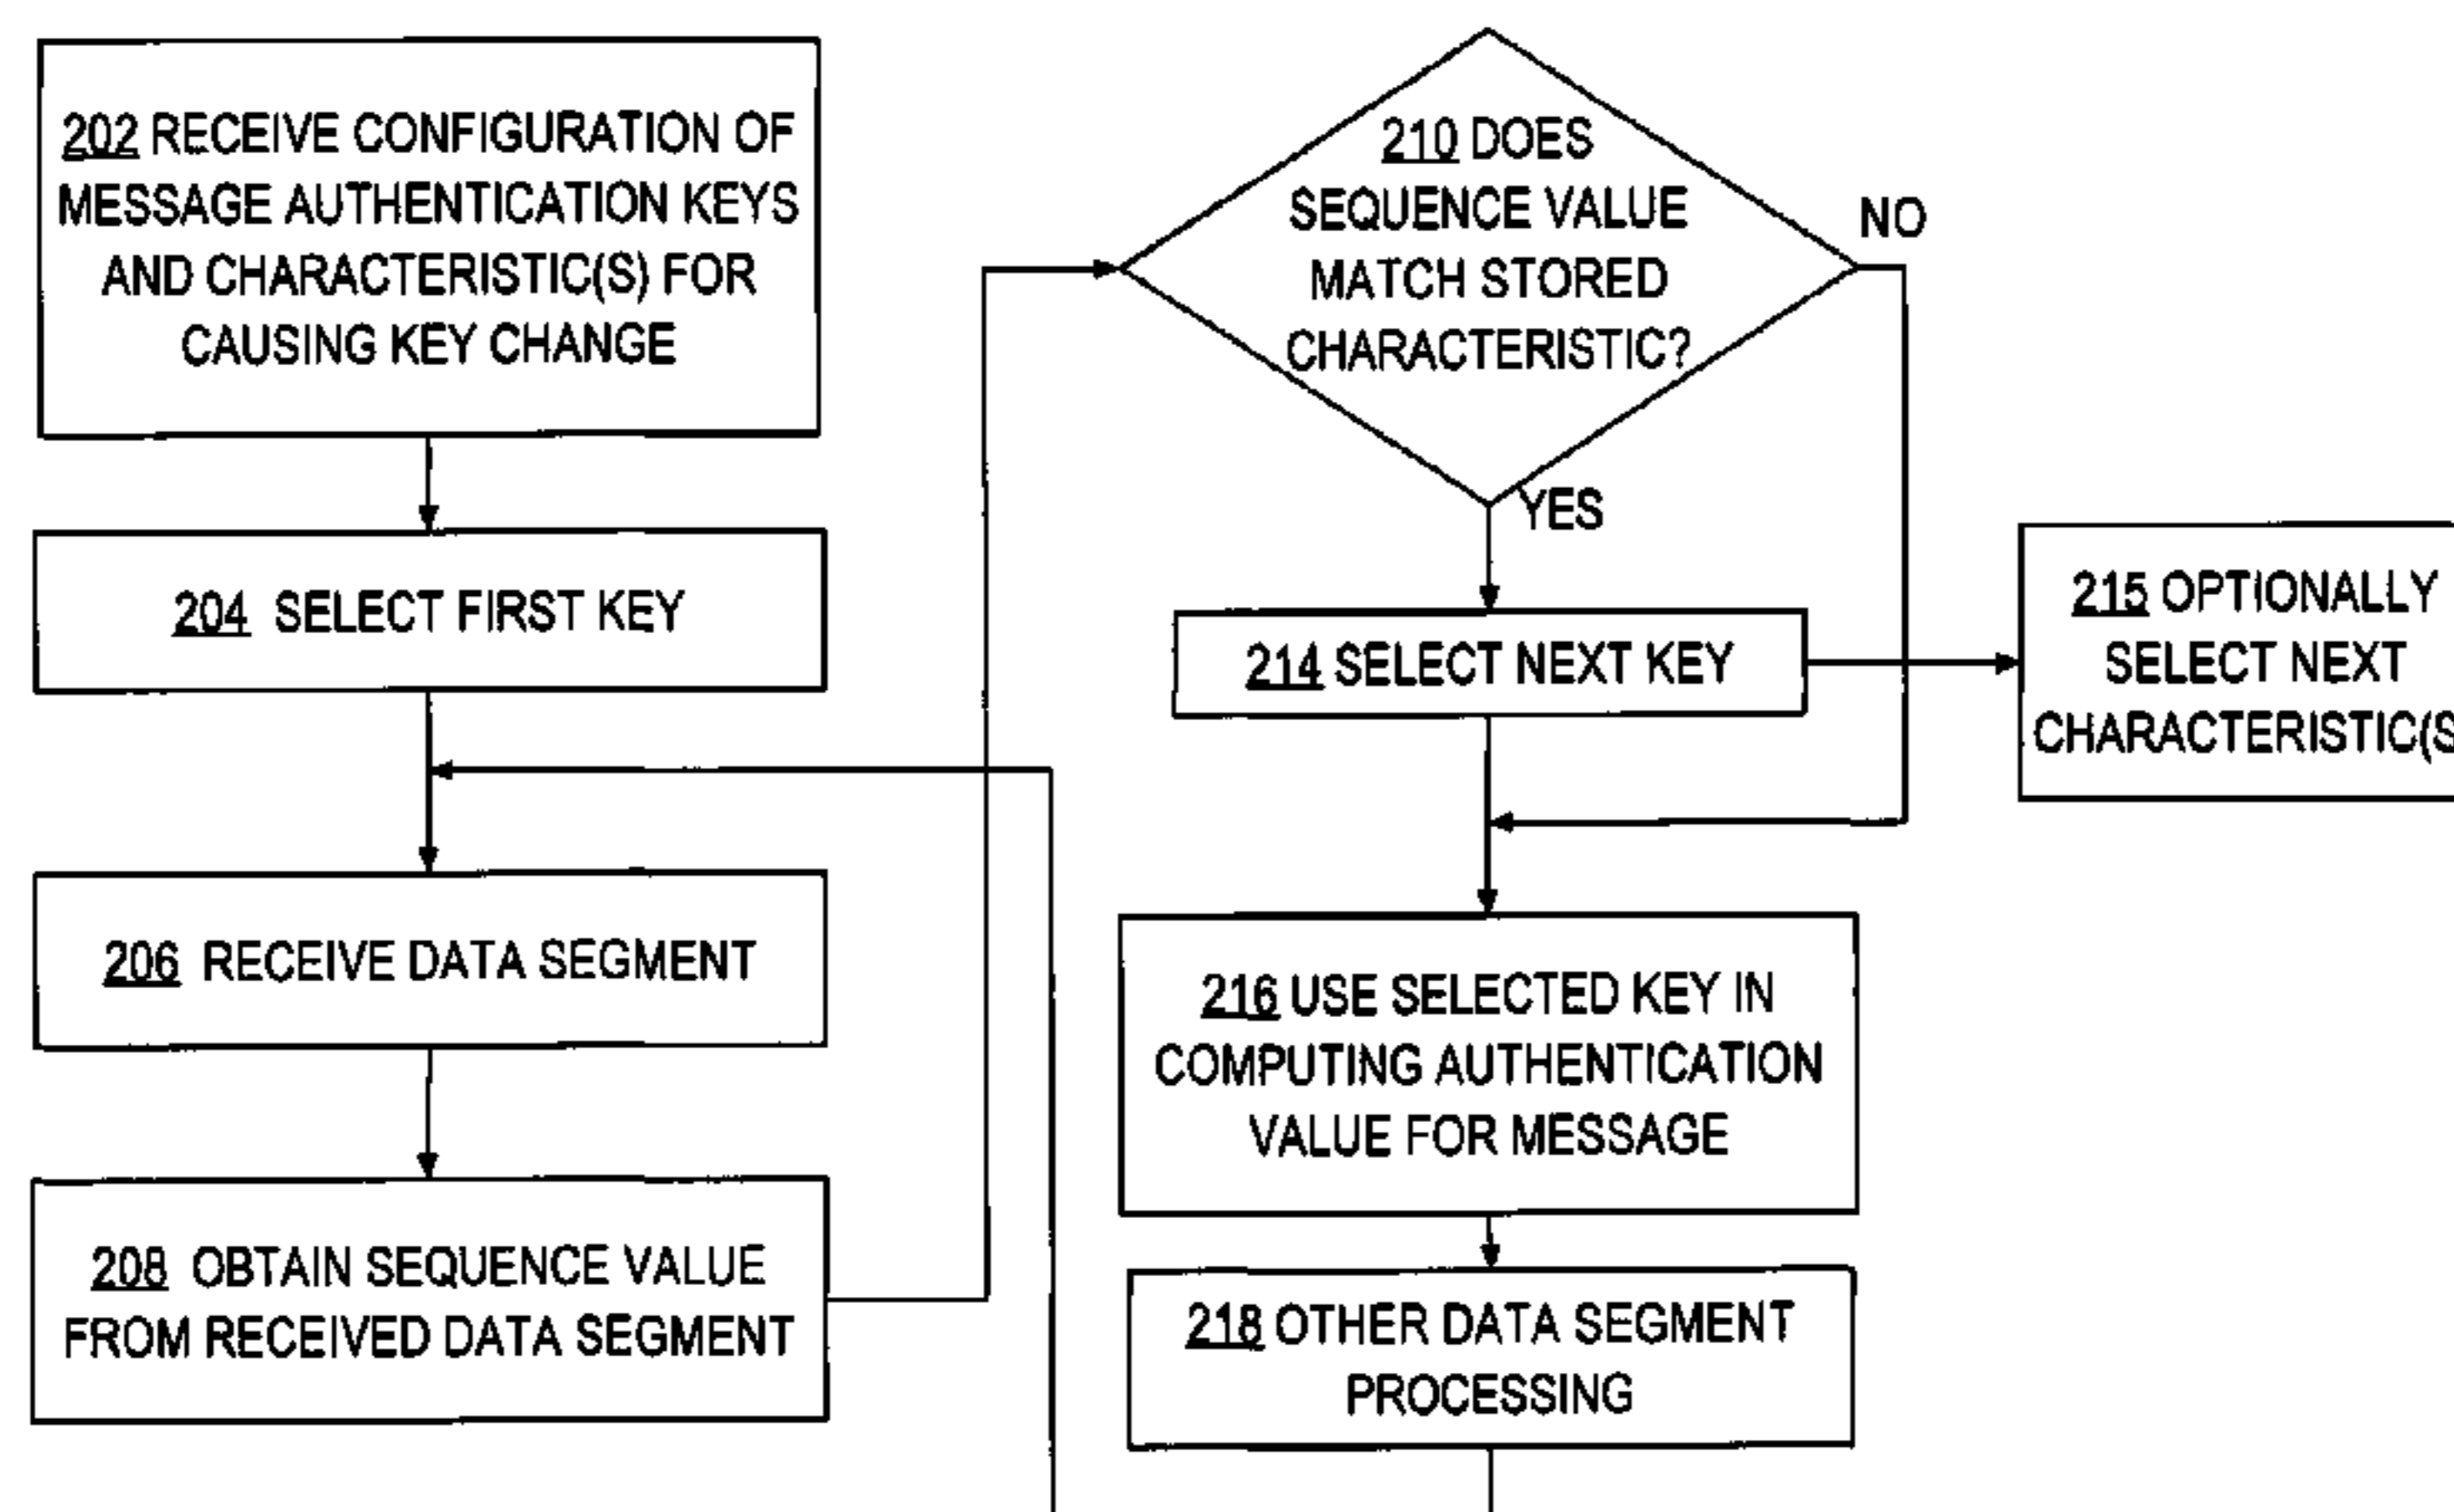 202 RECEIVE CONFIGURATION OF
MESSAGE AUTHENTICATION KEYS
AND CHARACTERISTIC(S) FOR
CAUSING KEY CHANGE
204 SELECT FIRST KEY
206 RECEIVE DATA SEGMENT
208 OBTAIN SEQUENCE VALUE
FROM RECEIVED DATA SEGMENT
210 DOES
SEQUENCE VALUE
MATCH STORED
CHARACTERISTIC?
NO
YES
214 SELECT NEXT KEY
215 OPTIONALLY
SELECT NEXT
CHARACTERISTIC(S
216 USE SELECTED KEY IN
COMPUTING AUTHENTICATION
VALUE FOR MESSAGE
218 OTHER DATA SEGMENT
PROCESSING